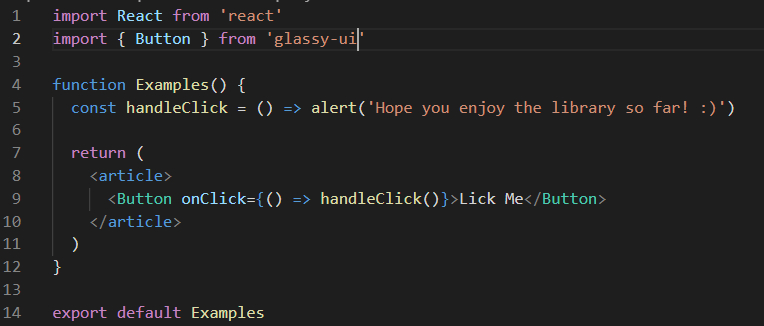 1 import React from 'react'
2 import { Button } from 'glassy-ui'
3
4 function Examples() {
5 const handleClick = () => alert('Hope you enjoy the library so far! :)')
6
7 return (
8 <article>
9 <Button onClick={() => handleClick()}>Lick Me</Button>
10 </article>
11 )
12 }
13
14 export default Examples